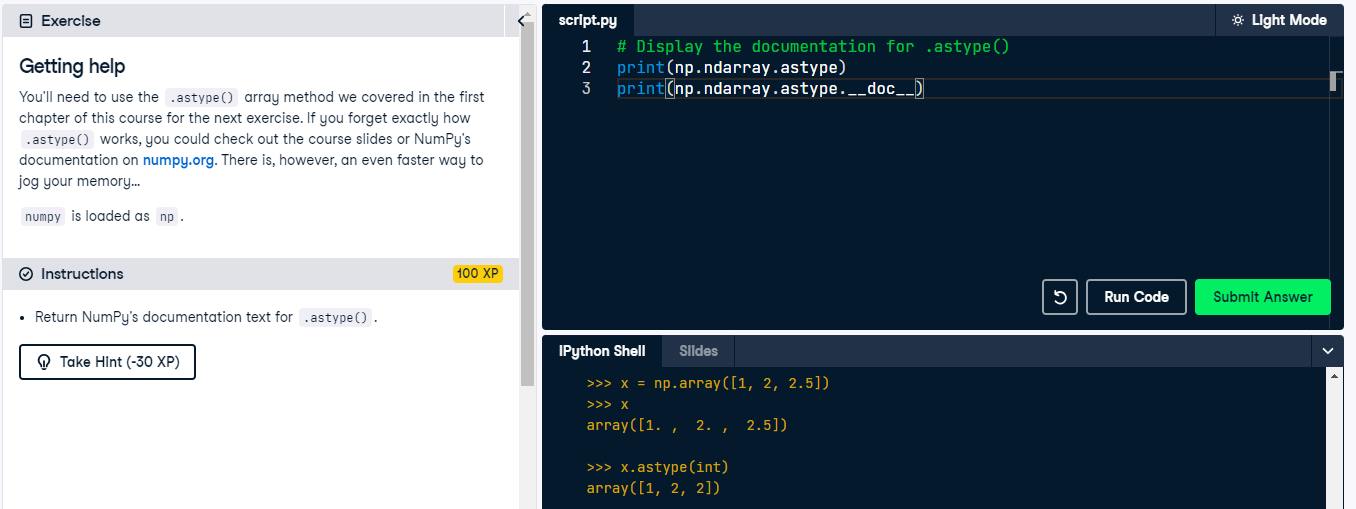 Exercise
Getting help
You'll need to use the .astype() array method we covered in the first
chapter of this course for the next exercise. If you forget exactly how
.astype() works, you could check out the course slides or NumPy's
documentation on numpy.org. There is, however, an even faster way to
jog your memory...
numpy is loaded as np.
Instructions
100 XP
Return NumPy's documentation text for .astype().
Take Hint (-30 XP)
script.py
Light Mode
1 # Display the documentation for .astype()
2 print(np.ndarray.astype)
3 print(np.ndarray.astype.__doc__)
Run Code
Submit Answer
IPython Shell
Slides
>>> x = np.array([1, 2, 2.5])
>>> x
array([1. ,  2. ,  2.5])
>>> x.astype(int)
array([1, 2, 2])